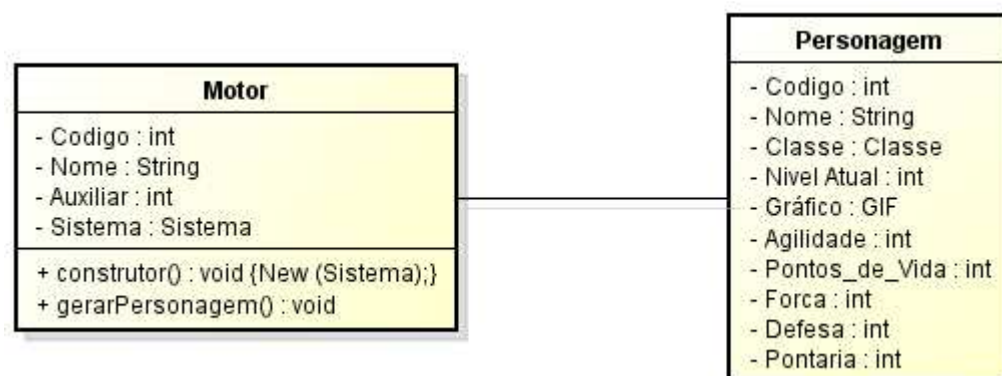 Motor
- Codigo : int
- Nome : String
- Auxiliar : int
- Sistema : Sistema
+ construtor() : void {New (Sistema);}
+ gerarPersonagem() : void
Personagem
- Codigo : int
- Nome : String
- Classe : Classe
- Nivel Atual : int
- Gráfico : GIF
- Agilidade : int
- Pontos_de_Vida : int
- Forca : int
- Defesa : int
- Pontaria : int